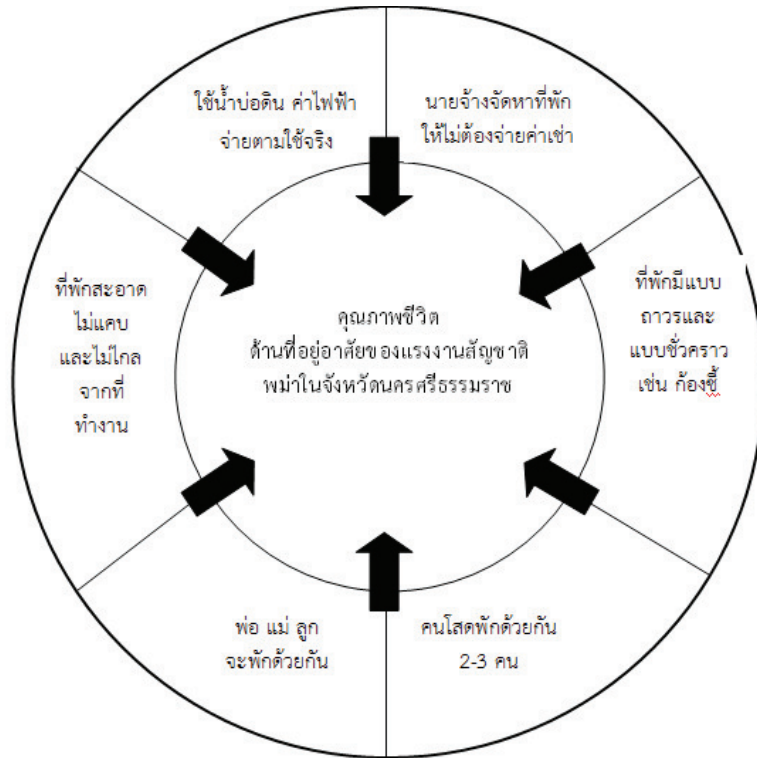 ใช้น้ำบ่อดิน ค่าไฟฟ้า
จ่ายตามใช้จริง
นายจ้างจัดหาที่พัก
ให้ไม่ต้องจ่ายค่าเช่า
ที่พักสะอาด
ไม่แคบ
และไม่ไกล
จากที่
ทำงาน
คุณภาพชีวิต
ด้านที่อยู่อาศัยของแรงงานสัญชาติ
พม่าในจังหวัดนครศรีธรรมราช
ที่พักมีแบบ
ถาวรและ
แบบชั่วคราว
เช่น ก้องซี้
พ่อ แม่ ลูก
จะพักด้วยกัน
คนโสดพักด้วยกัน
2-3 คน